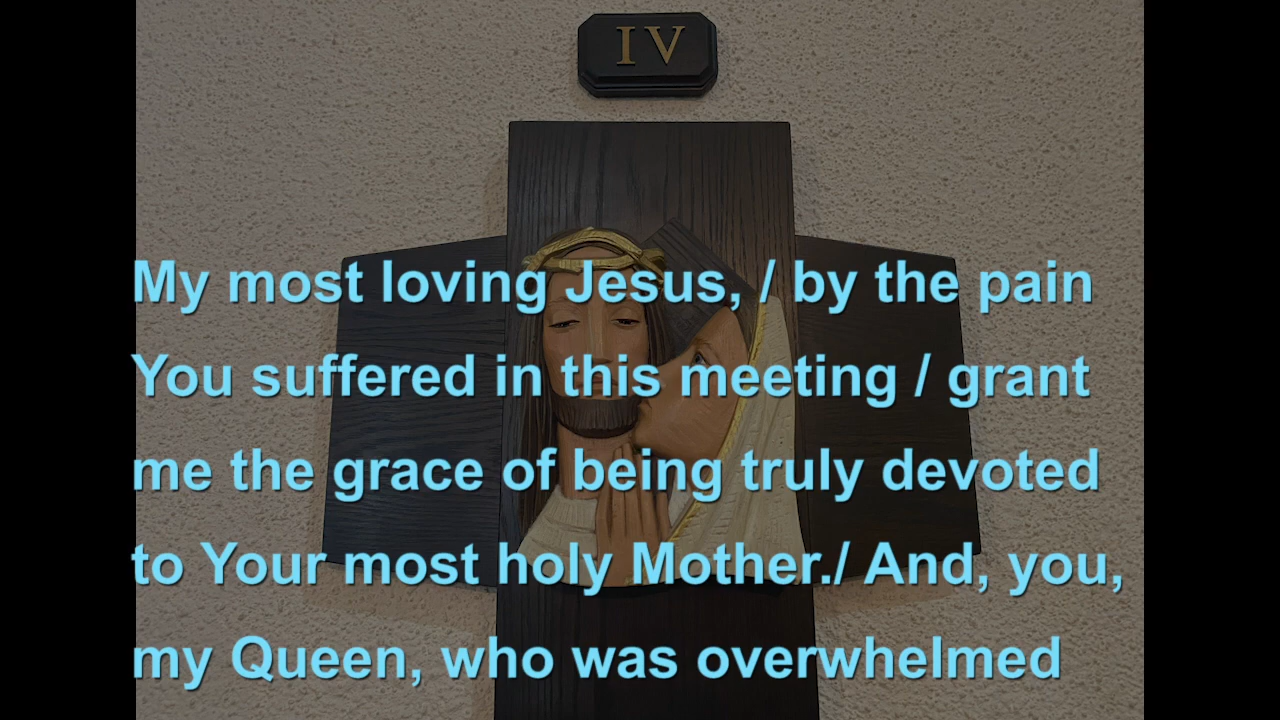 IV
My most loving Jesus, / by the pain
You suffered in this meeting / grant
me the grace of being truly devoted
to Your most holy Mother./ And, you,
my Queen, who was overwhelmed